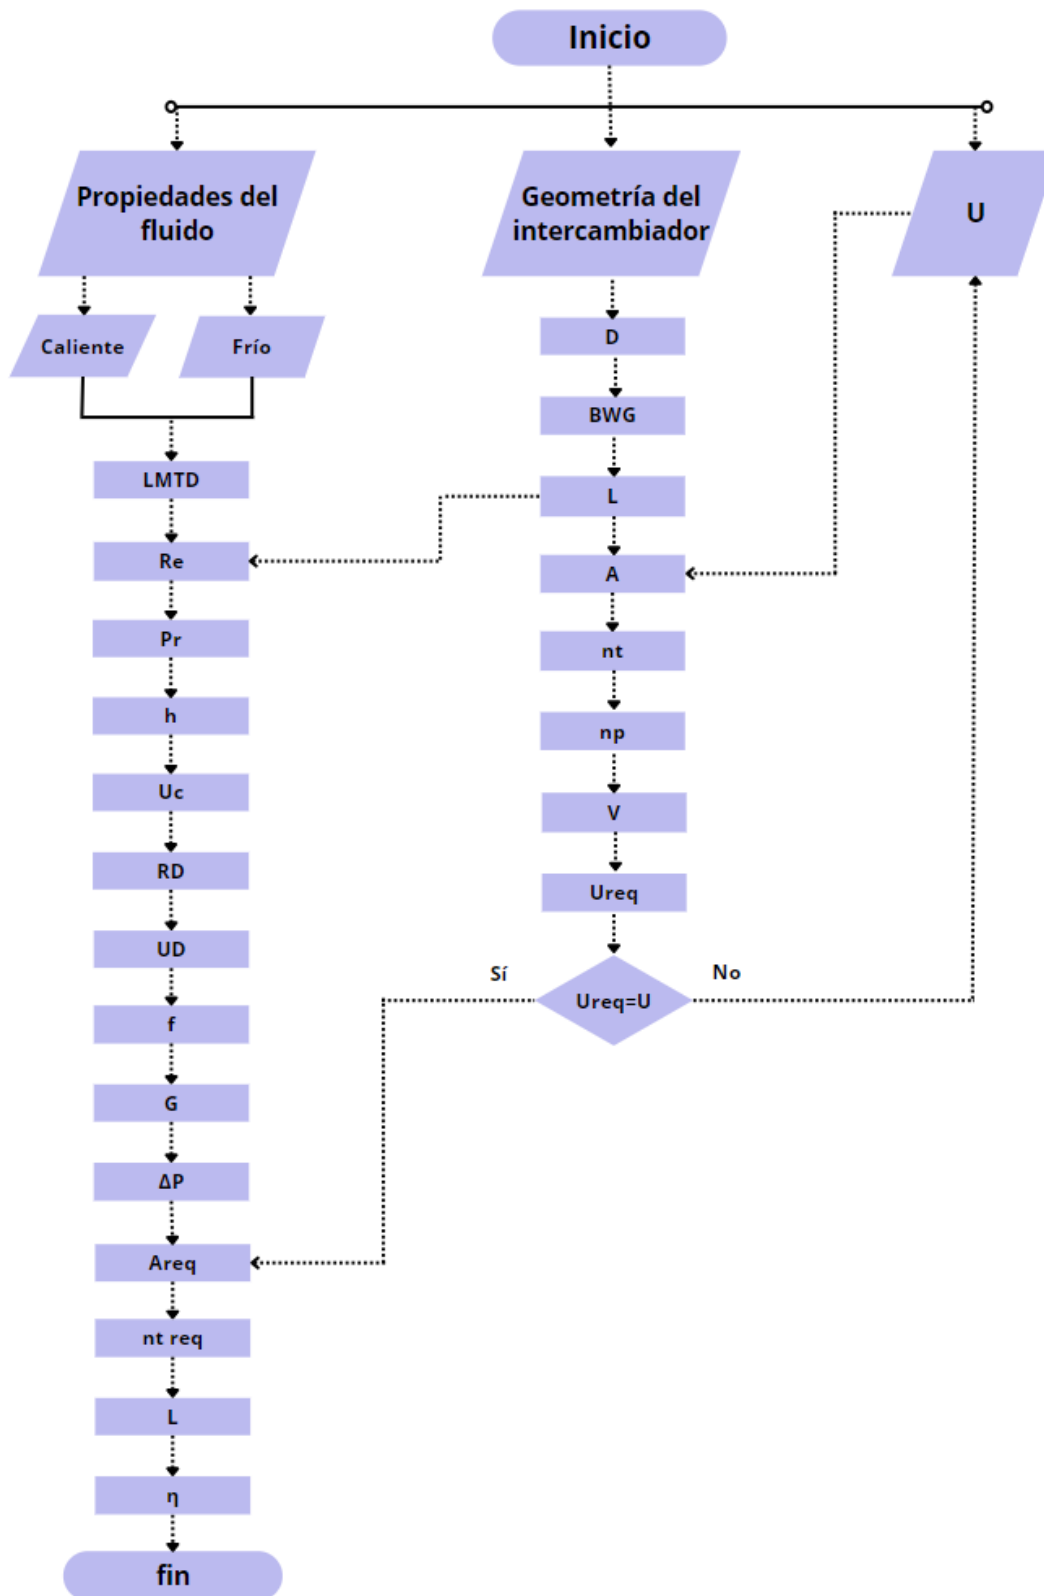 Inicio
Propiedades del
fluido
Geometría del
intercambiador
U
Caliente
Frío
LMTD
Re
Pr
h
Uc
RD
UD
f
G
ΔP
Areq
nt req
L
η
fin
D
BWG
L
A
nt
np
V
Ureq
Sí
Ureq=U
No